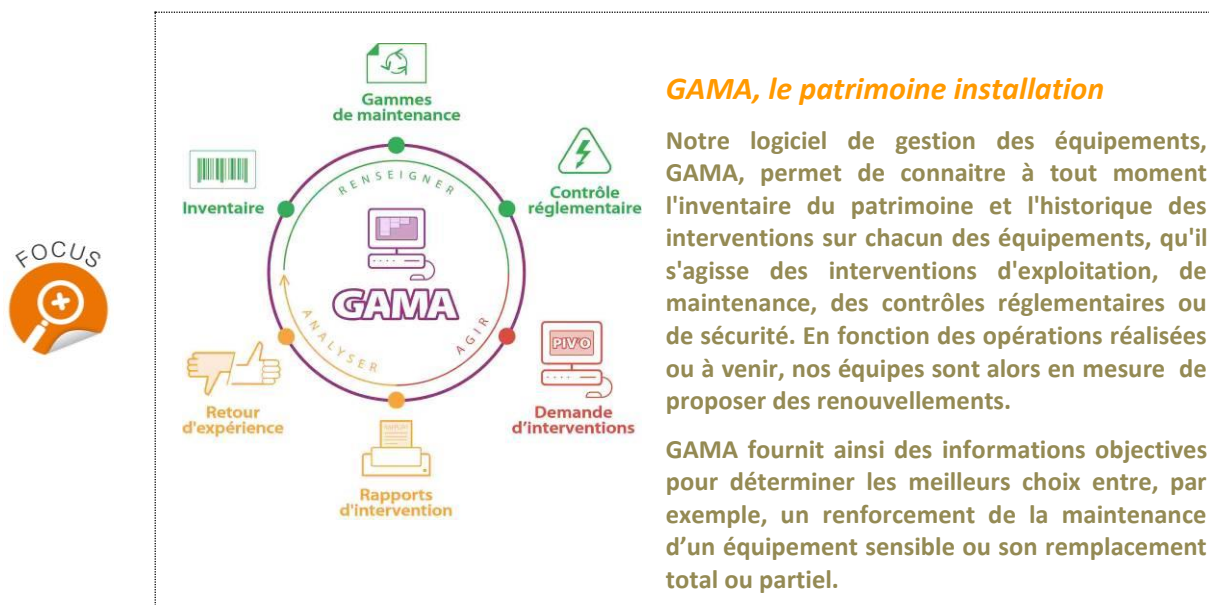 FOCUS
Gammes
de maintenance
Inventaire
Contrôle
réglementaire
RENSEIGNER
GAMA
ANALYSER
AGIR
PIVO
Retour
d'expérience
Demande
d'interventions
Rapports
d'intervention
GAMA, le patrimoine installation
Notre logiciel de gestion des équipements,
GAMA, permet de connaitre à tout moment
l'inventaire du patrimoine et l'historique des
interventions sur chacun des équipements, qu'il
s'agisse des interventions d'exploitation, de
maintenance, des contrôles réglementaires ou
de sécurité. En fonction des opérations réalisées
ou à venir, nos équipes sont alors en mesure de
proposer des renouvellements.
GAMA fournit ainsi des informations objectives
pour déterminer les meilleurs choix entre, par
exemple, un renforcement de la maintenance
d’un équipement sensible ou son remplacement
total ou partiel.